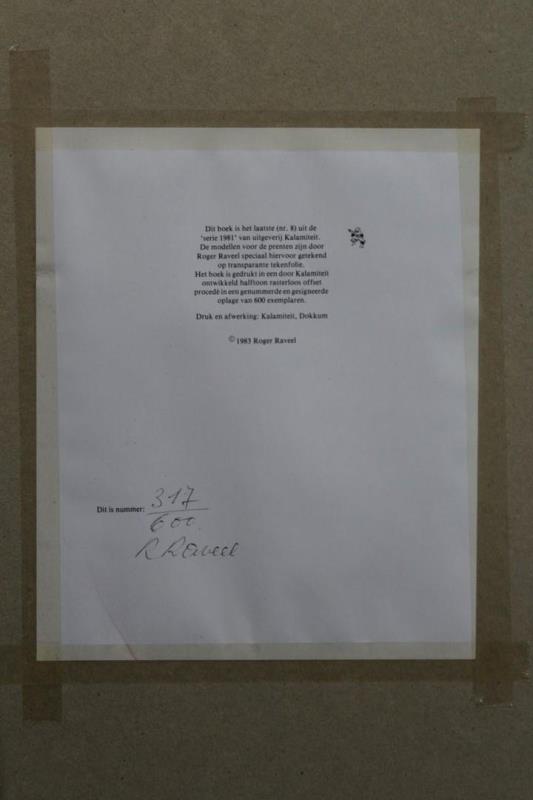 Dit boek is het laatste (nr. 8) uit de
'serie 1981' van uitgeverij Kalamiteit.
De modellen voor de prenten zijn door
Roger Raveel speciaal hiervoor getekend
op transparante tekenfolie.
Het boek is gedrukt in een door Kalamiteit
ontwikkeld halftoon rasterloos offset
procedé in een genummerde en gesigneerde
oplage van 600 exemplaren.
Druk en afwerking: Kalamiteit, Dokkum
© 1983 Roger Raveel
Dit is nummer: 317
600
R Raveel